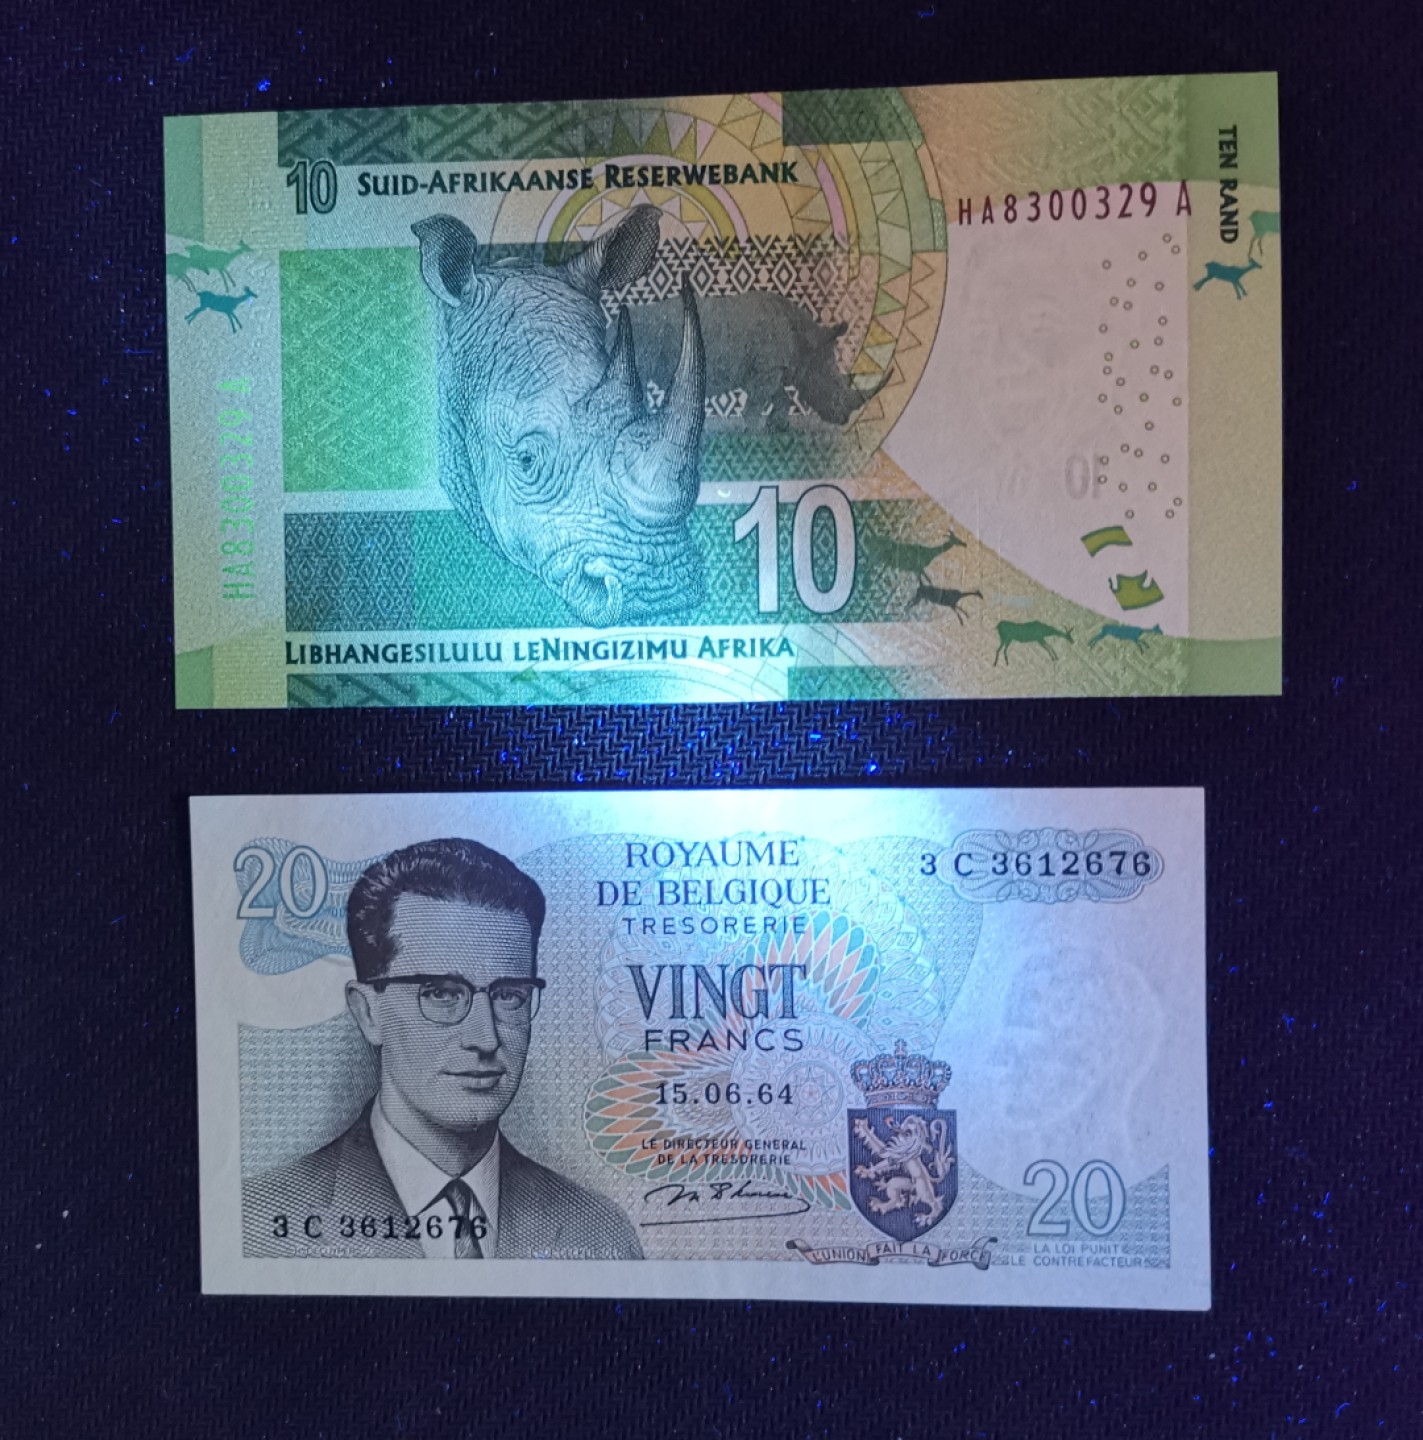 10 SUID-AFRIKAANSE RESERWEBANK
TEN RAND
HA8300329 A
HA8300329 A
10
10
LIBHANGESILULU LENINGIZIMU AFRIKA
20
ROYAUME
DE BELGIQUE
TRESORERIE
3 C 3612676
VINGT
FRANCS
15.06.64
LE DIRECTEUR GENERAL
DE LA TRESORERIE
3 C 3612676
L'UNION FAIT LA FORCE
20
LA LOI PUNIT
LE CONTREFACTEUR